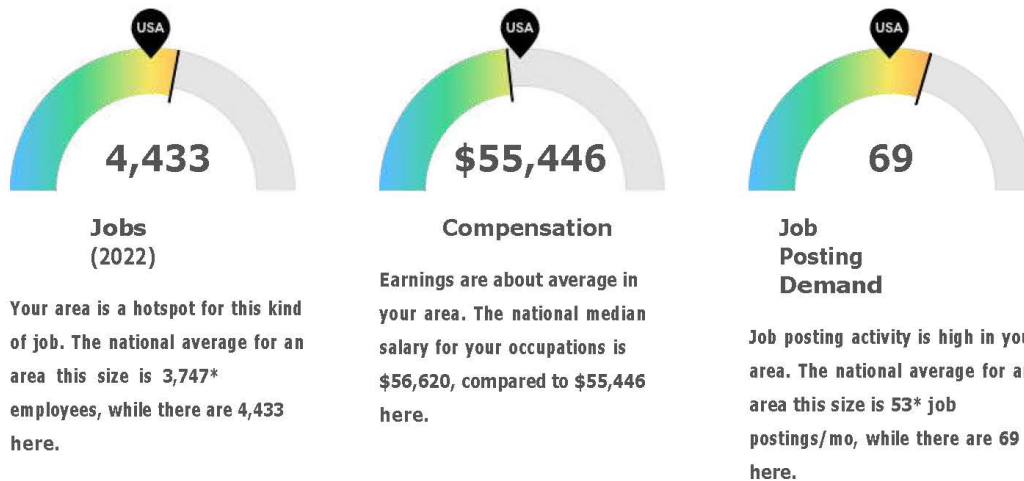 USA
4,433
Jobs
(2022)
Your area is a hotspot for this kind
of job. The national average for an
area this size is 3,747*
employees, while there are 4,433
here.
USA
$55,446
Compensation
Earnings are about average in
your area. The national median
salary for your occupations is
$56,620, compared to $55,446
here.
USA
69
Job
Posting
Demand
Job posting activity is high in
area. The national average for
area this size is 53* job
postings/mo, while there are 69
here.